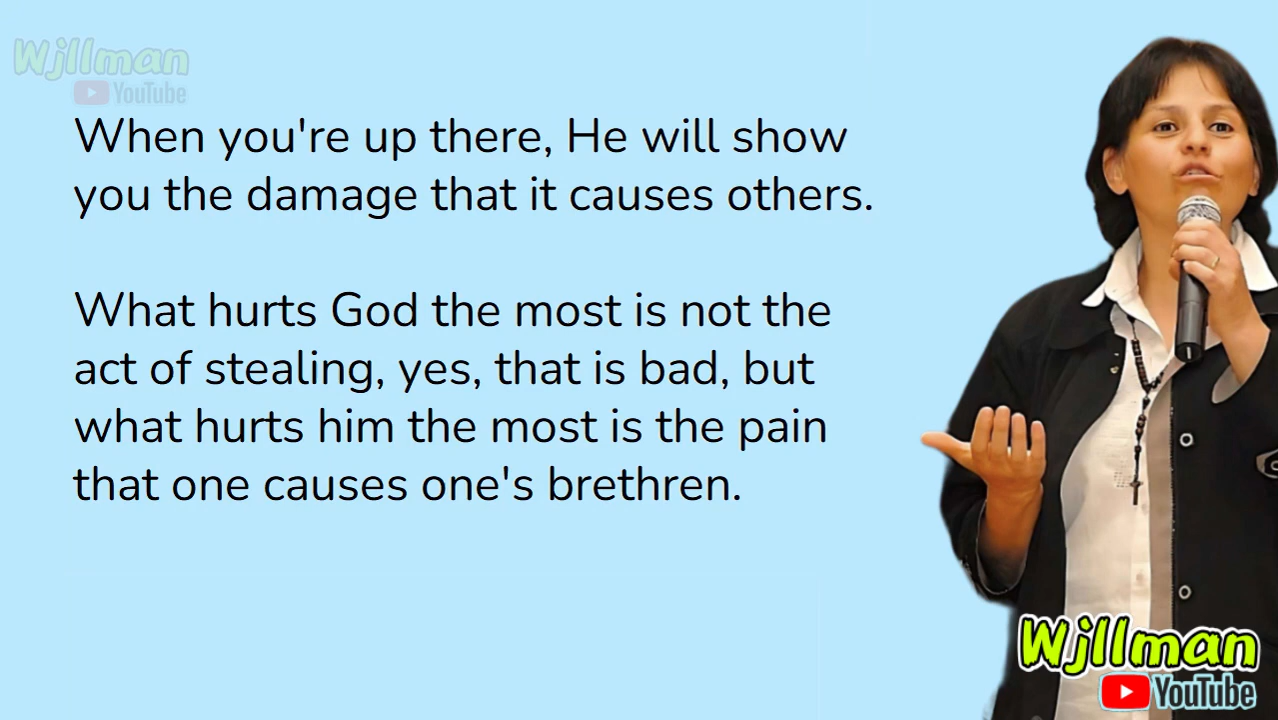 Wjllman
YouTube
When you're up there, He will show
you the damage that it causes others.
What hurts God the most is not the
act of stealing, yes, that is bad, but
what hurts him the most is the pain
that one causes one's brethren.
Wjllman
YouTube